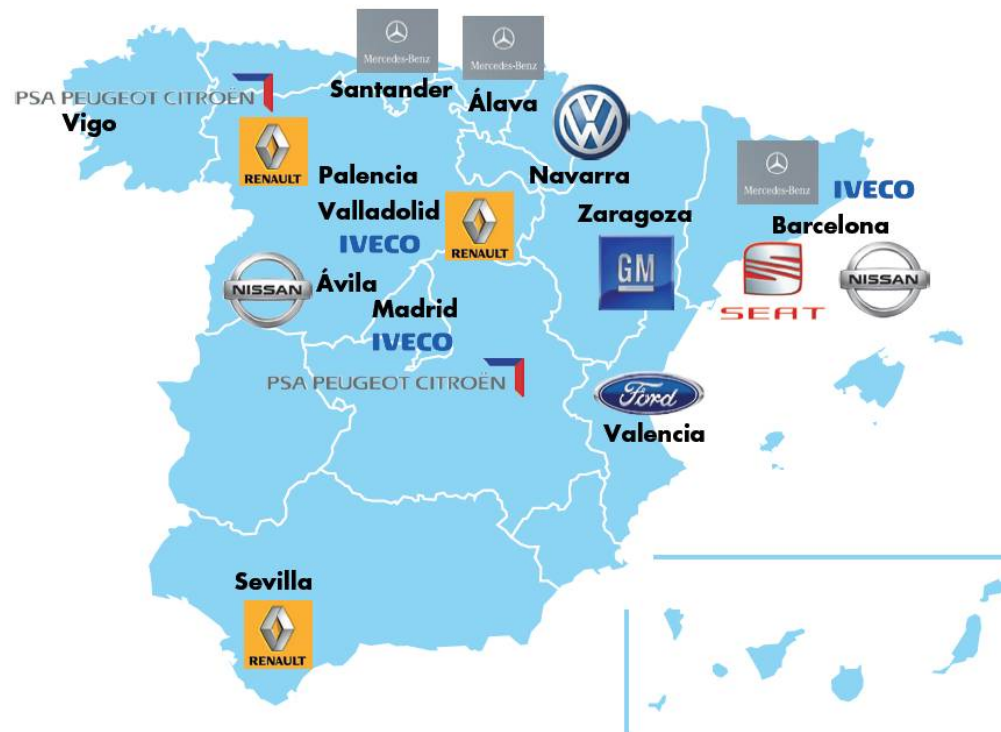 Mercedes-Benz
Mercedes-Benz
Santander
Álava
PSA PEUGEOT CITROËN
Vigo
RENAULT
Palencia
Navarra
Mercedes-Benz
IVECO
Valladolid
RENAULT
Zaragoza
Barcelona
IVECO
GM
NISSAN
Ávila
SEAT
NISSAN
Madrid
IVECO
PSA PEUGEOT CITROËN
Ford
Valencia
Sevilla
RENAULT